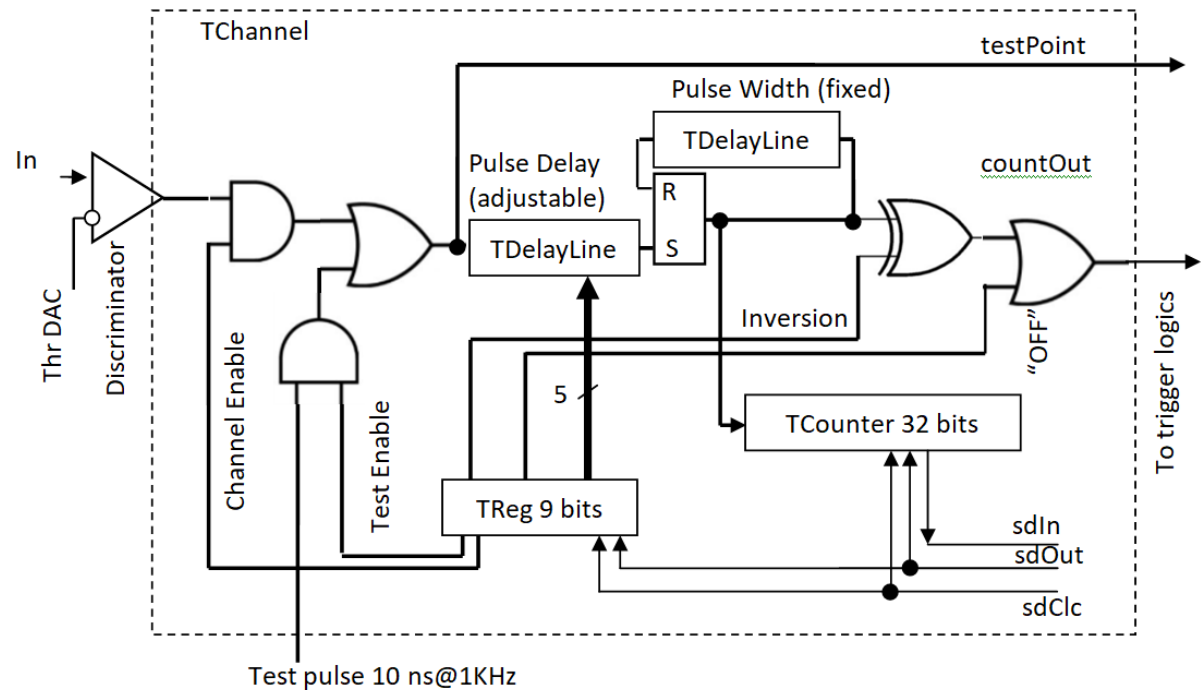 TChannel
testPoint
Pulse Width (fixed)
TDelayLine
In
Pulse Delay
(adjustable)
R
S
countOut
TDelayLine
Thr DAC
Discriminator
Channel Enable
Test Enable
Inversion
"OFF"
To trigger logics
5
TCounter 32 bits
TReg 9 bits
sdIn
sdOut
sdClc
Test pulse 10 ns@1KHz